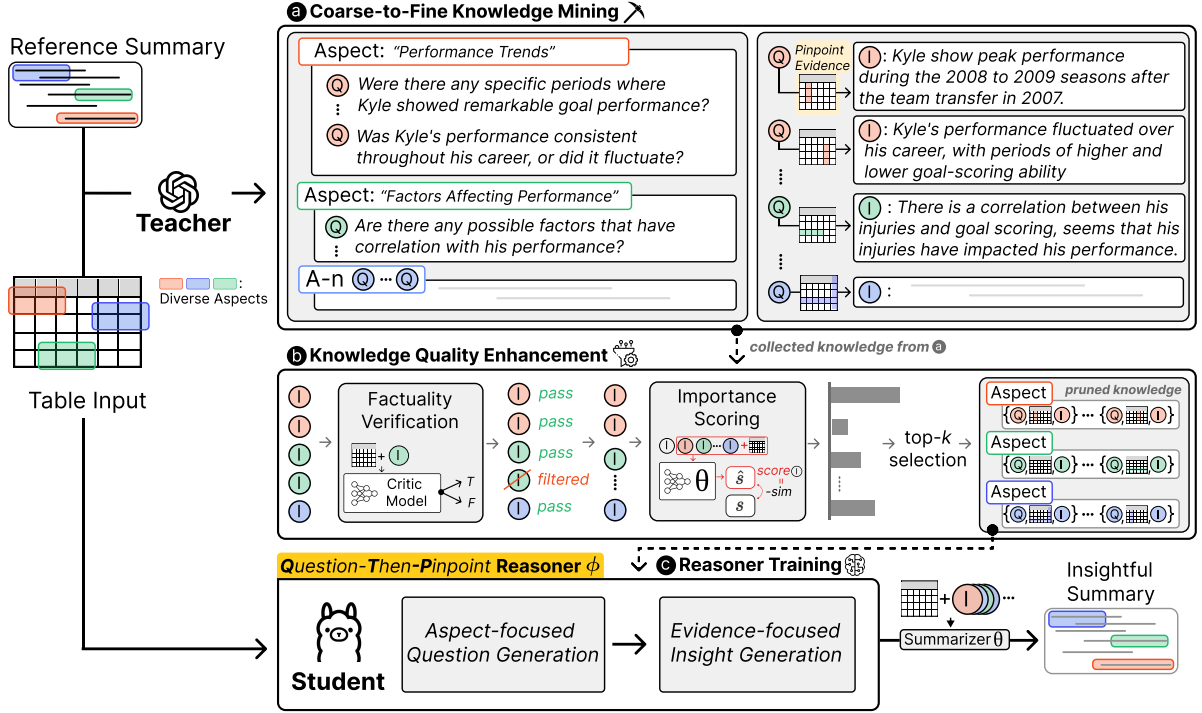 Reference Summary
Teacher
Diverse Aspects
Table Input
a Coarse-to-Fine Knowledge Mining
Aspect: “Performance Trends”
Q Were there any specific periods where
Kyle showed remarkable goal performance?
Q Was Kyle's performance consistent
throughout his career, or did it fluctuate?
Aspect: “Factors Affecting Performance”
Q Are there any possible factors that have
correlation with his performance?
A-n Q ··· Q
Q Pinpoint
Evidence
I : Kyle show peak performance
during the 2008 to 2009 seasons after
the team transfer in 2007.
Q I : Kyle's performance fluctuated over
his career, with periods of higher and
lower goal-scoring ability
Q I : There is a correlation between his
injuries and goal scoring, seems that his
injuries have impacted his performance.
Q I :
collected knowledge from a
b Knowledge Quality Enhancement
I
I
I
I
I
Factuality
Verification
+ I
Critic
Model
T
F
I pass
I pass
I pass
I filtered
I pass
I
I
I
I
Importance
Scoring
I I I ··· I +
θ
ŝ
s
score I
=
-sim
top-k
selection
pruned knowledge
Aspect
{Q, , I} ··· {Q, , I}
Aspect
{Q, , I} ··· {Q, , I}
Aspect
{Q, , I} ··· {Q, , I}
Question-Then-Pinpoint Reasoner ϕ
c Reasoner Training
Student
Aspect-focused
Question Generation
Evidence-focused
Insight Generation
+ I ···
Summarizer θ
Insightful
Summary